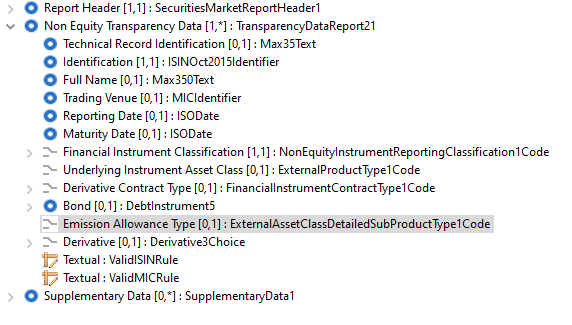 Report Header [1,1] : SecuritiesMarketReportHeader1
Non Equity Transparency Data [1,*] : TransparencyDataReport21
Technical Record Identification [0,1] : Max35Text
Identification [1,1] : ISINOct2015Identifier
Full Name [0,1] : Max350Text
Trading Venue [0,1] : MICIdentifier
Reporting Date [0,1] : ISODate
Maturity Date [0,1] : ISODate
Financial Instrument Classification [1,1] : NonEquityInstrumentReportingClassification1Code
Underlying Instrument Asset Class [0,1] : ExternalProductType1Code
Derivative Contract Type [0,1] : FinancialInstrumentContractType1Code
Bond [0,1] : DebtInstrument5
Emission Allowance Type [0,1] : ExternalAssetClassDetailedSubProductType1Code
Derivative [0,1] : Derivative3Choice
Textual : ValidISINRule
Textual : ValidMICRule
Supplementary Data [0,*] : SupplementaryData1